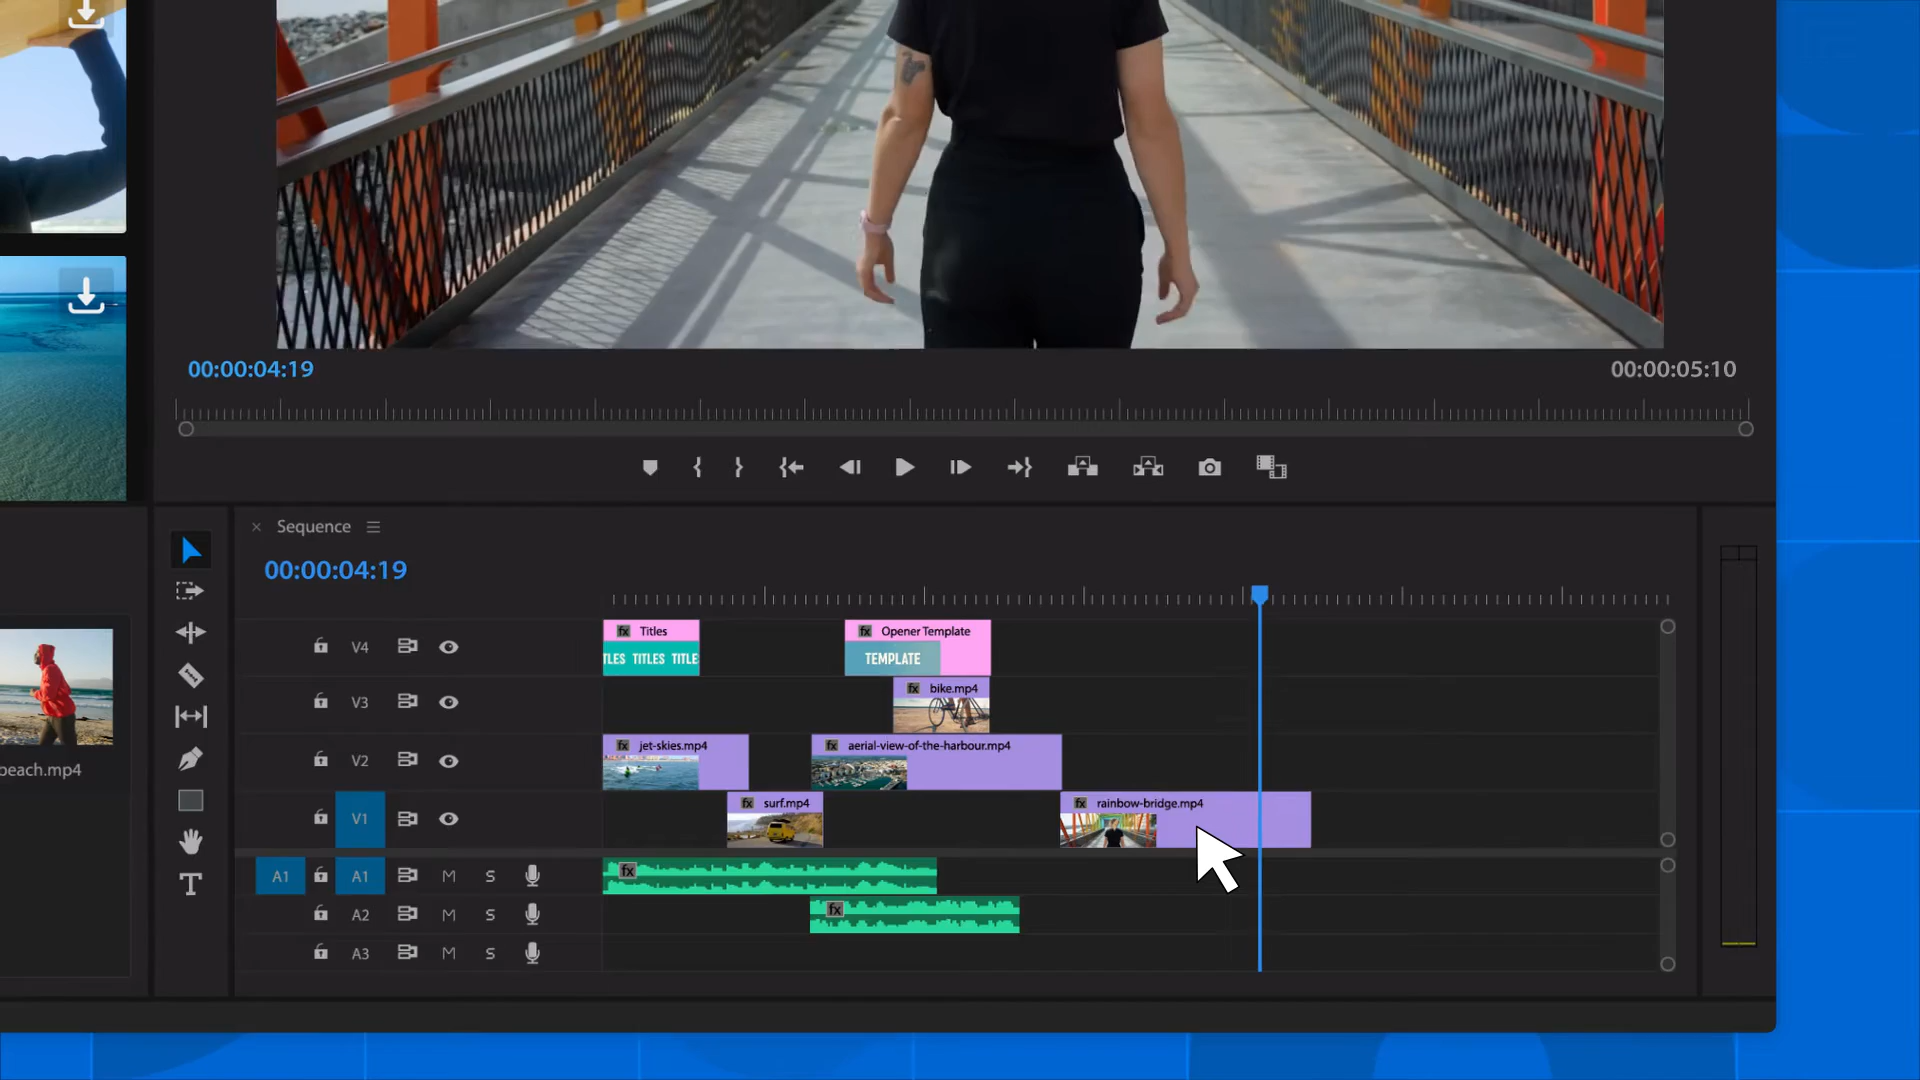 00:00:04:19
00:00:05:10
Sequence
00:00:04:19
fx Titles
fx Opener Template
V4
TLES TITLES TITLE
TEMPLATE
fx bike.mp4
V3
fx jet-skies.mp4
fx aerial-view-of-the-harbour.mp4
V2
fx surf.mp4
fx rainbow-bridge.mp4
V1
beach.mp4
A1 A1 M S fx
A2 M S fx
A3 M S
T